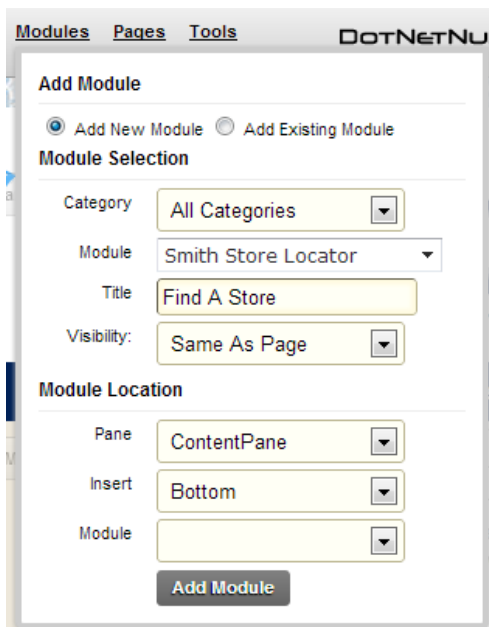 Modules Pages Tools DOTNETNU
Add Module
Add New Module Add Existing Module
Module Selection
Category All Categories
Module Smith Store Locator
Title Find A Store
Visibility: Same As Page
Module Location
Pane ContentPane
Insert Bottom
Module
Add Module